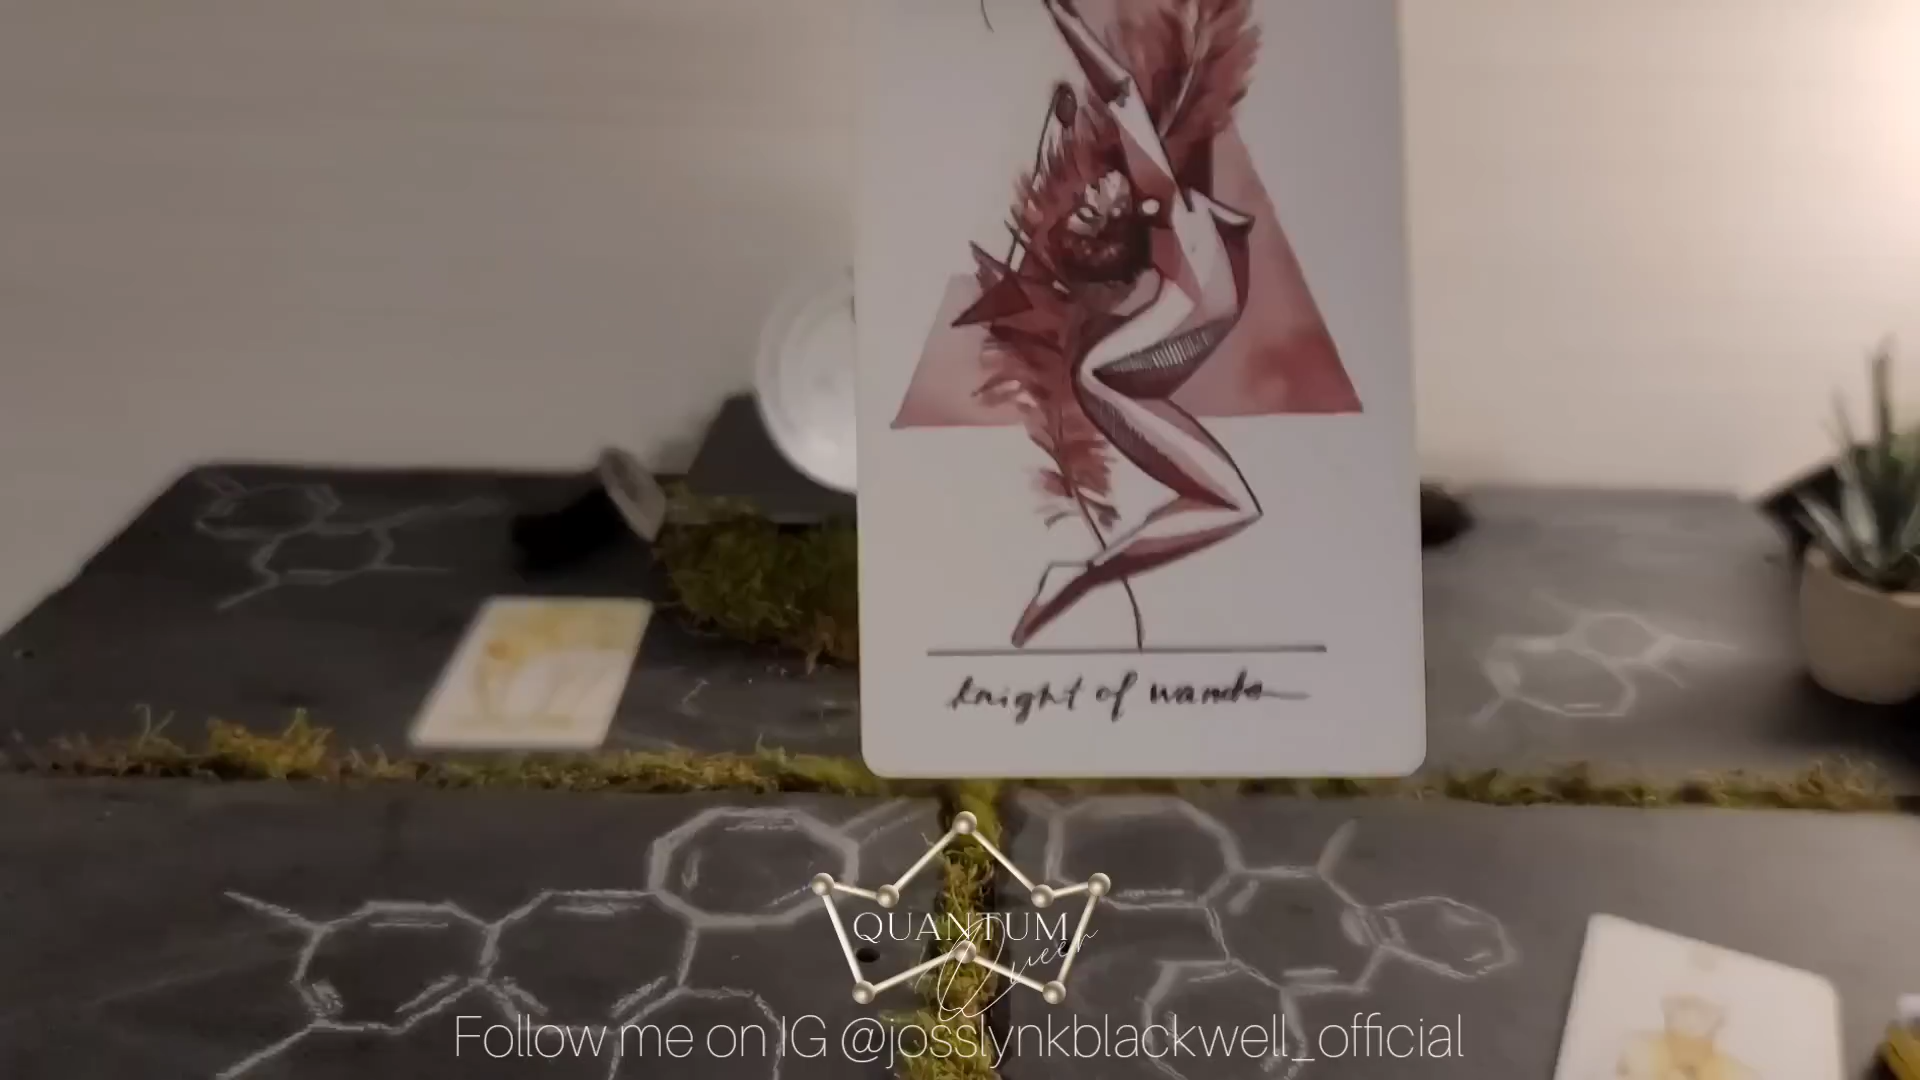 knight of wands
QUANTUM
Queen
Follow me on IG @josslynkblackwell_official